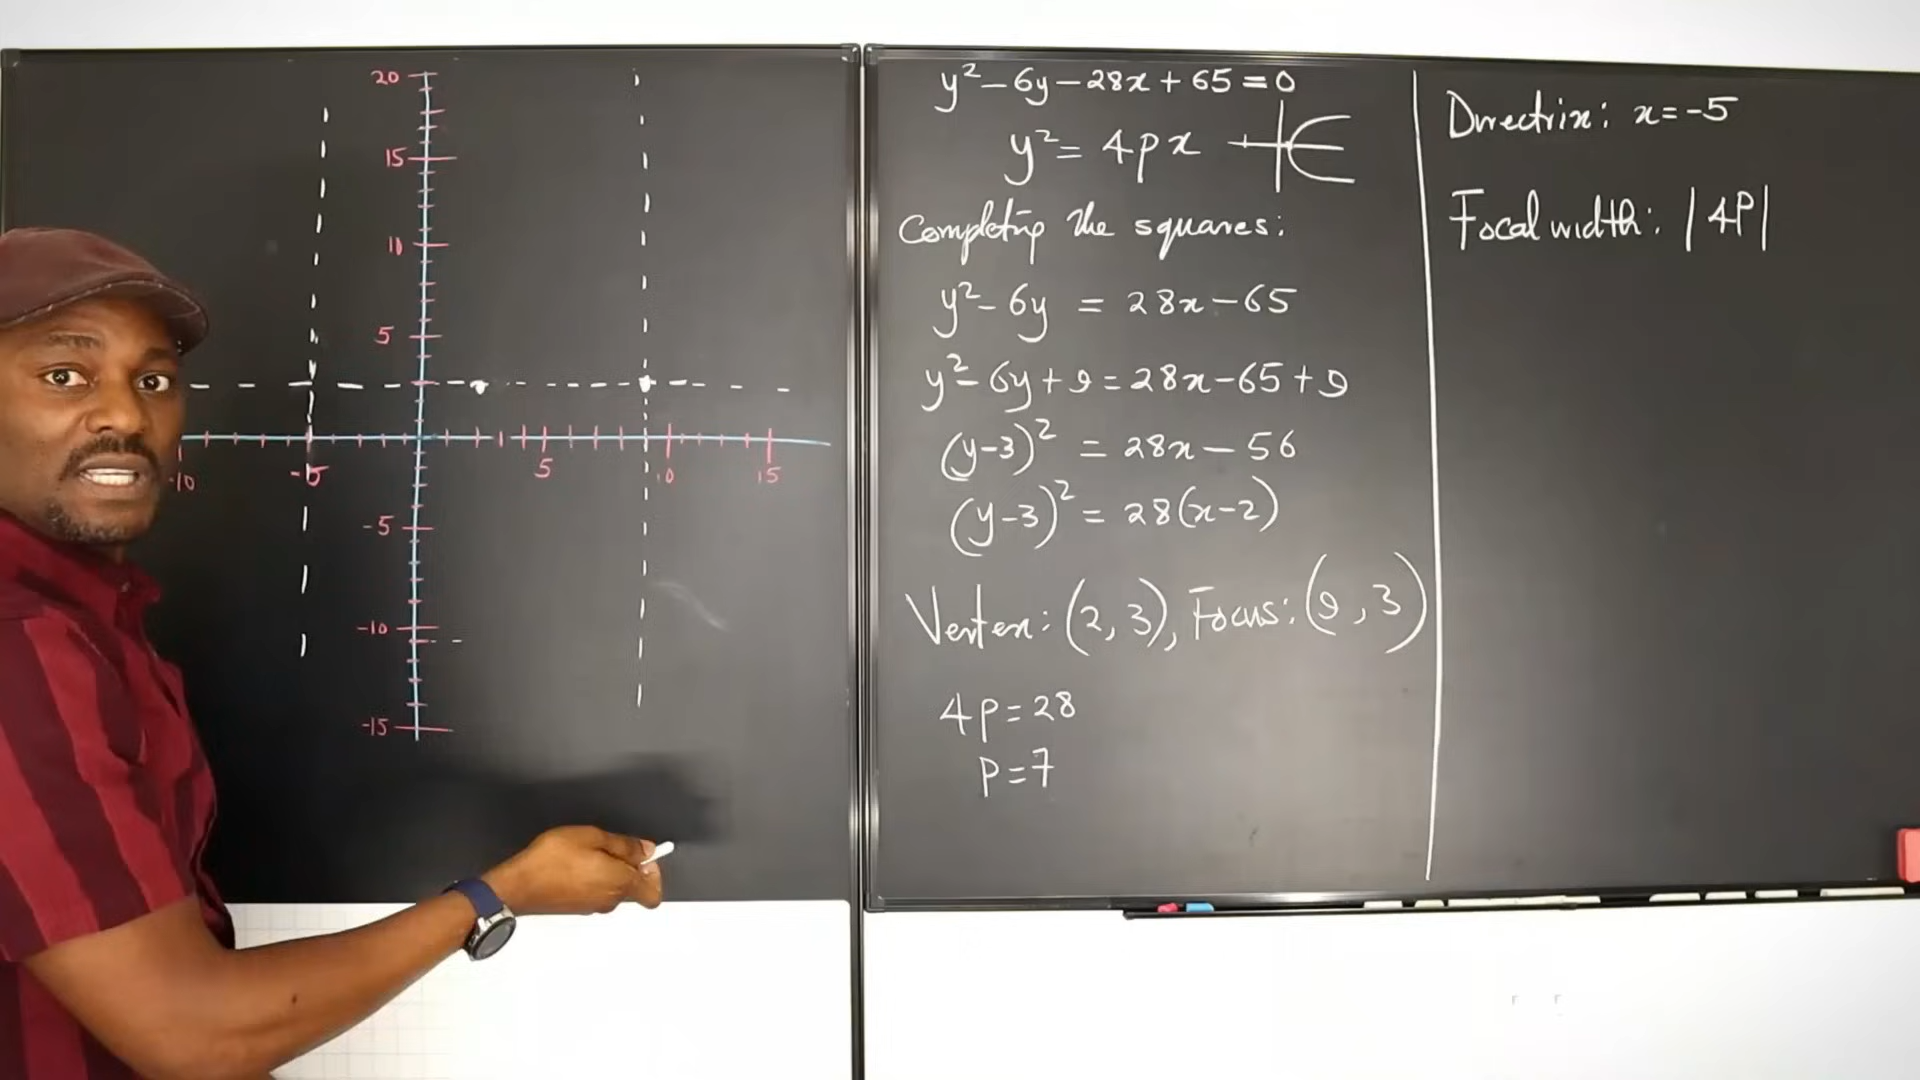 20
15
10
5
-10 -5 5 10 15
-5
-10
-15
y² - 6y - 28x + 65 = 0
y² = 4px
Completing the squares:
y² - 6y = 28x - 65
y² - 6y + 9 = 28x - 65 + 9
(y-3)² = 28x - 56
(y-3)² = 28(x-2)
Vertex: (2, 3), Focus: (9, 3)
4p = 28
p = 7
Directrix: x = -5
Focal width: |4P|